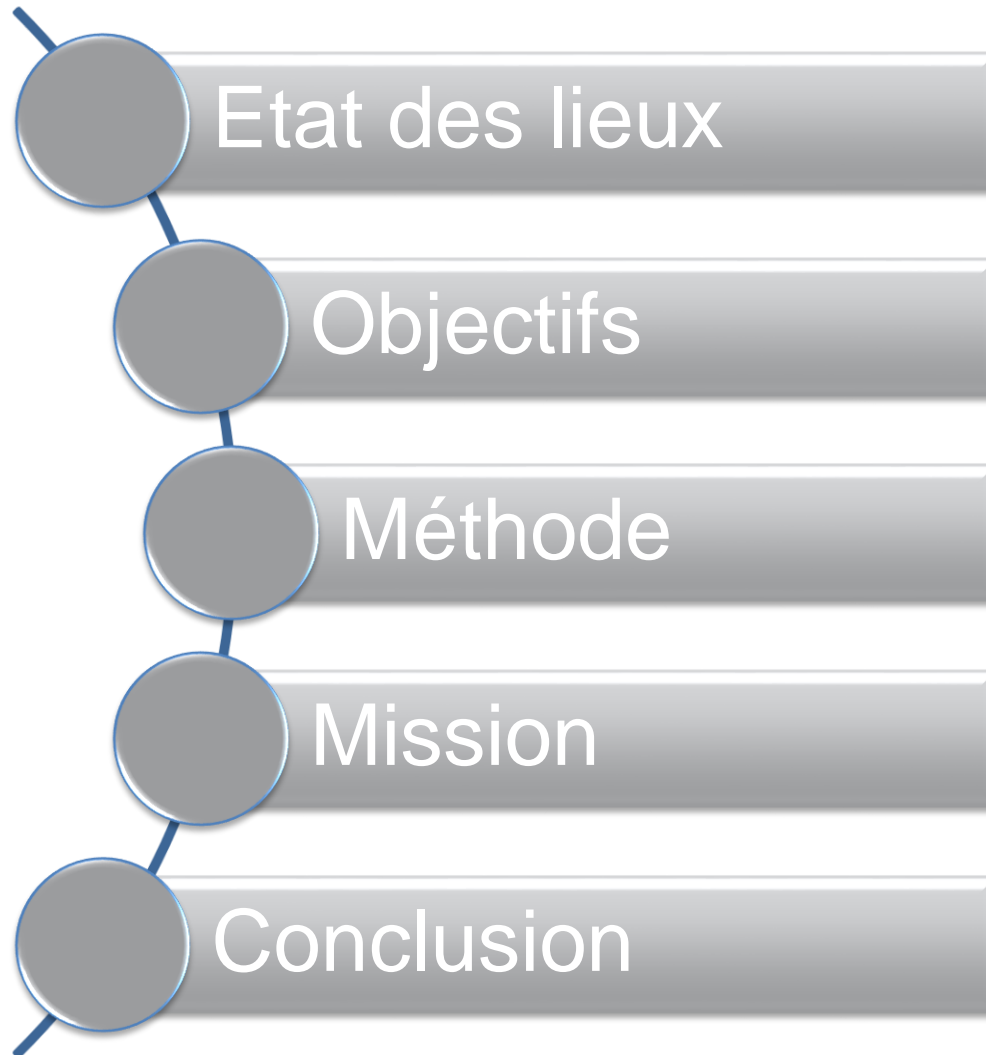 Etat des lieux
Objectifs
Méthode
Mission
Conclusion